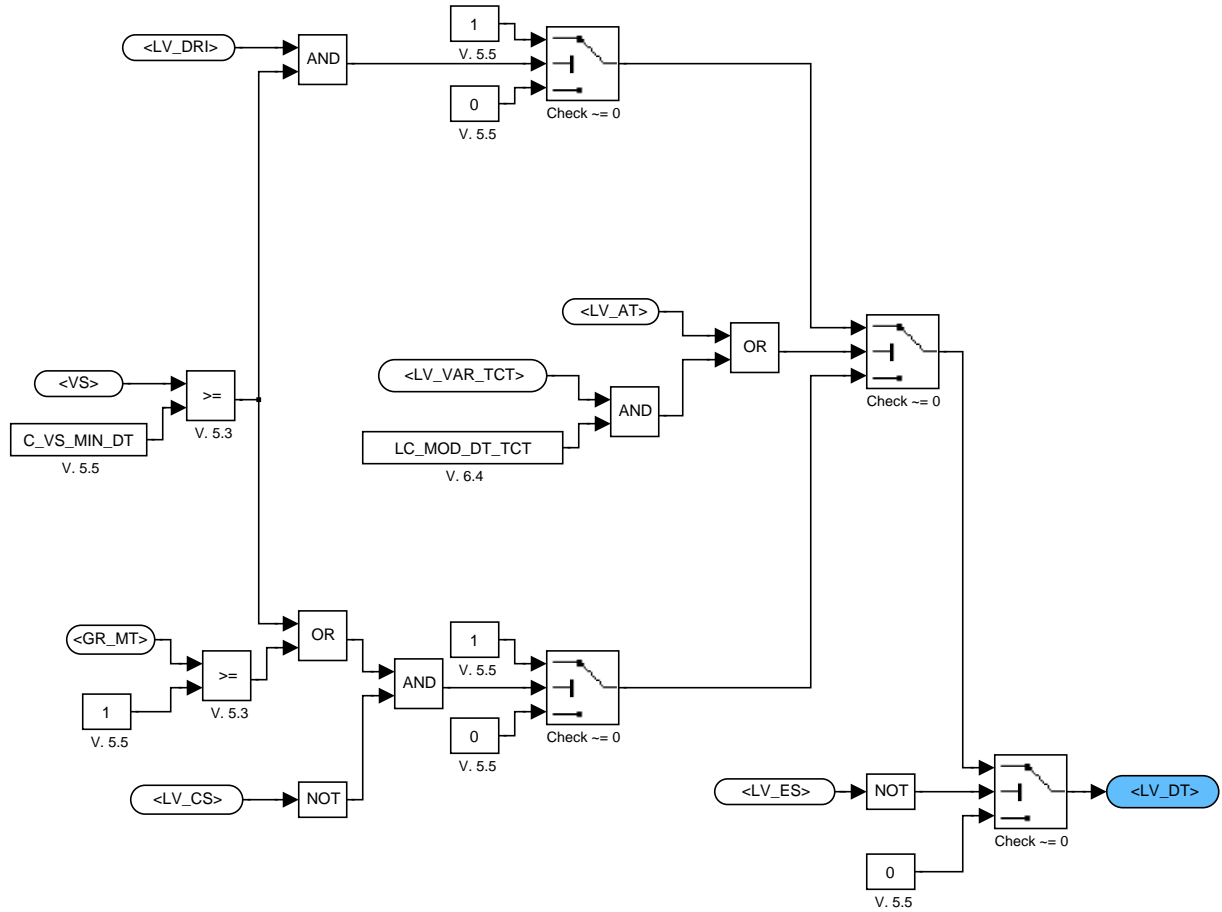 1
V. 5.5
<LV_DRI>
AND
0
V. 5.5
Check ~= 0
<LV_AT>
OR
<LV_VAR_TCT>
AND
Check ~= 0
LC_MOD_DT_TCT
V. 6.4
<VS>
>=
V. 5.3
C_VS_MIN_DT
V. 5.5
<GR_MT>
OR
>=
V. 5.3
1
V. 5.5
AND
1
V. 5.5
0
V. 5.5
Check ~= 0
<LV_CS>
NOT
<LV_ES>
NOT
<LV_DT>
Check ~= 0
0
V. 5.5